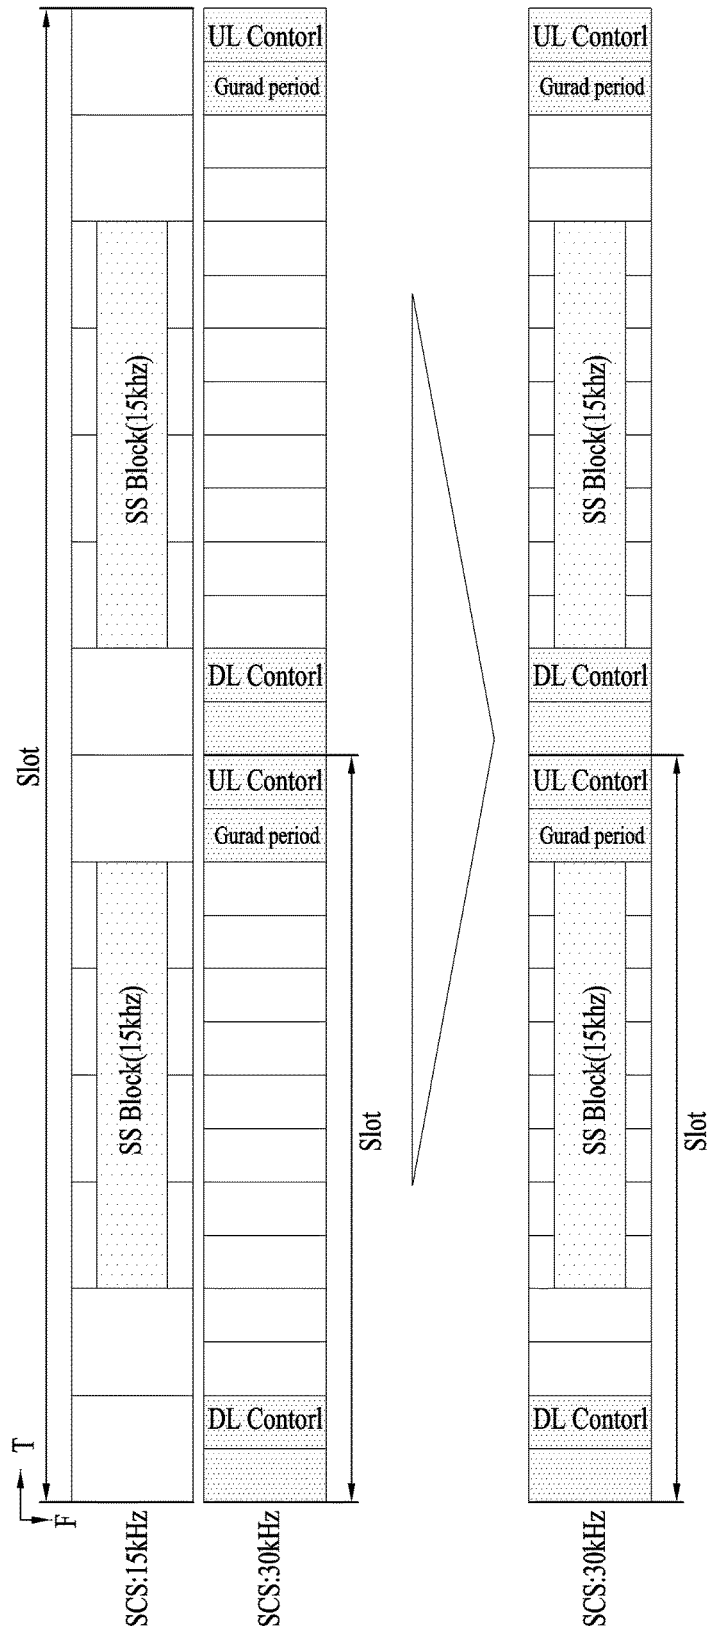 UL Contorl
UL Contorl
Gurad period
Gurad period
SS Block(15khz)
SS Block(15khz)
DL Contorl
DL Contorl
Slot
UL Contorl
UL Contorl
Gurad period
Gurad period
SS Block(15khz)
SS Block(15khz)
Slot
Slot
DL Contorl
DL Contorl
T
F
SCS:15kHz
SCS:30kHz
SCS:30kHz